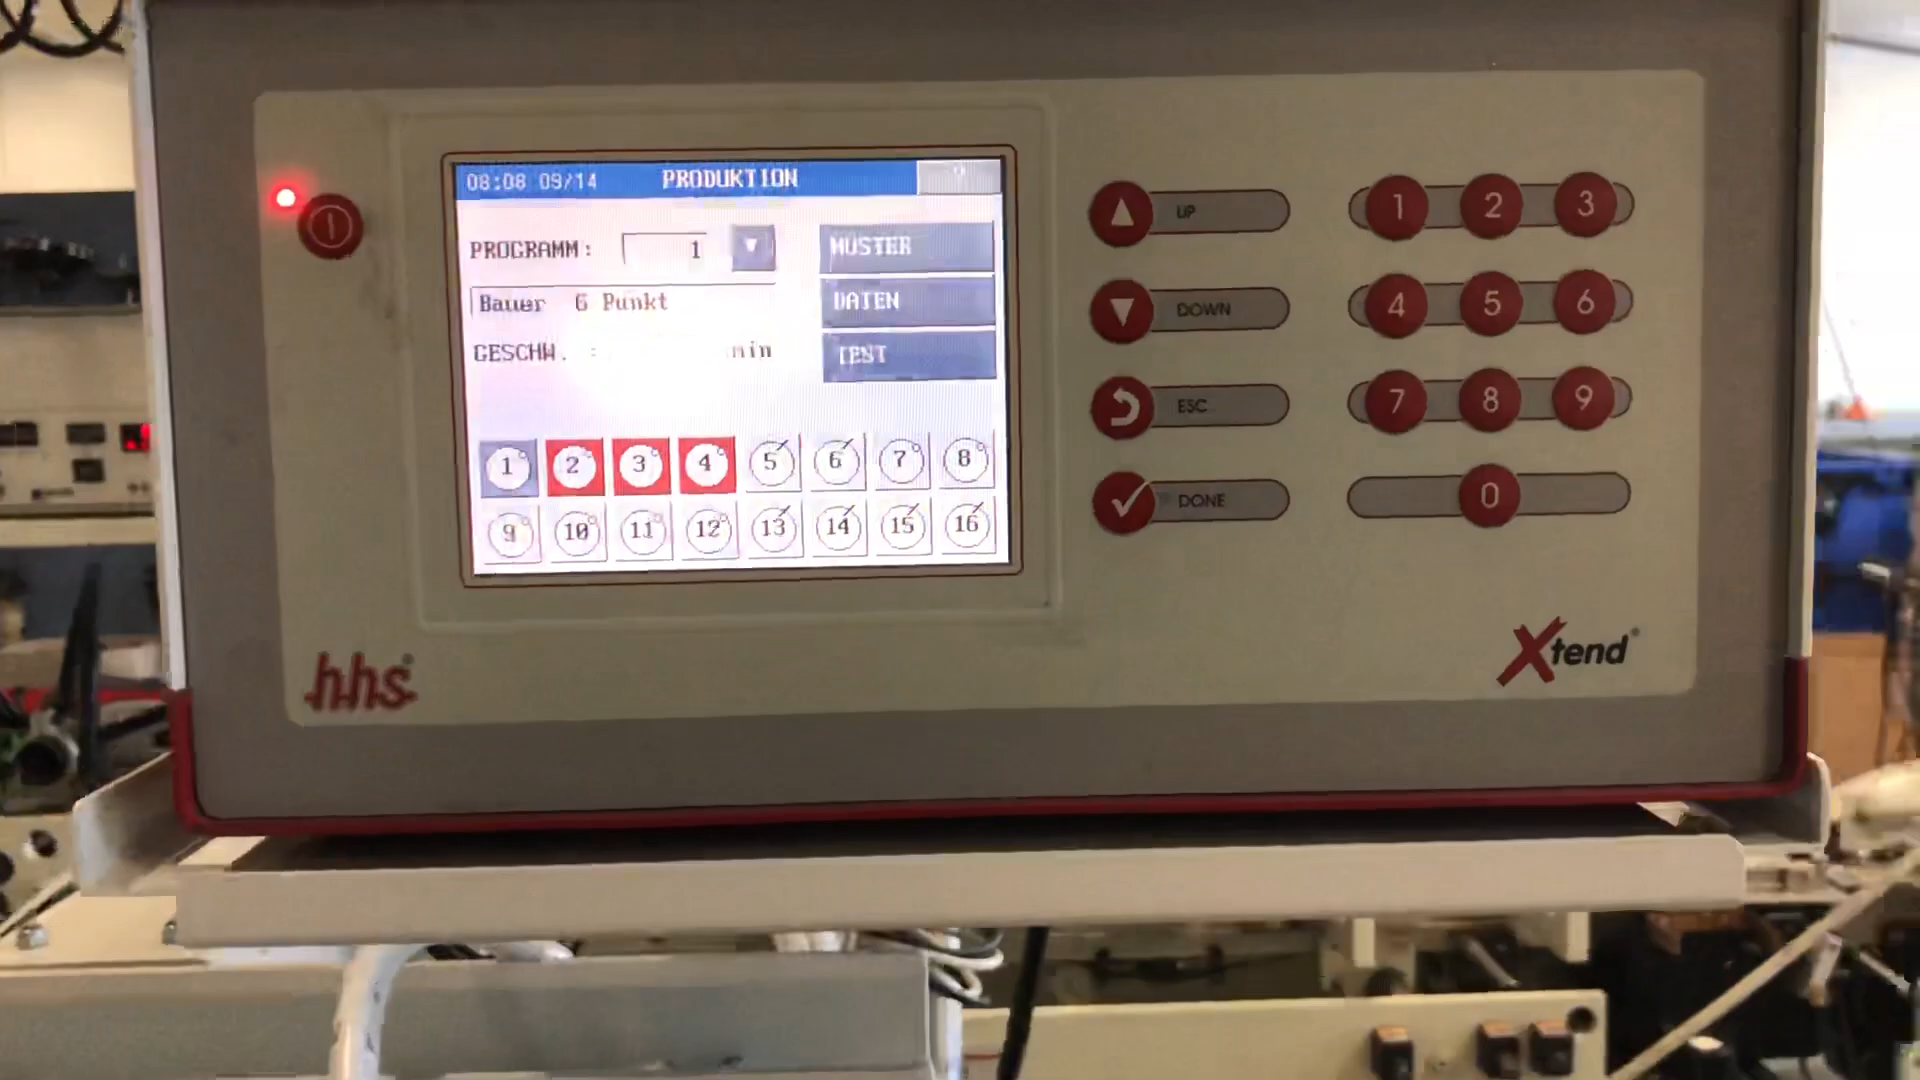 08:08 09/14 PRODUKTION
PROGRAMM: 1
MUSTER
Bauer 6 Punkt
DATEN
GESCHW. : min
TEST
1 2 3 4 5 6 7 8
9 10 11 12 13 14 15 16
UP
DOWN
ESC
DONE
1 2 3
4 5 6
7 8 9
0
hhs
Xtend